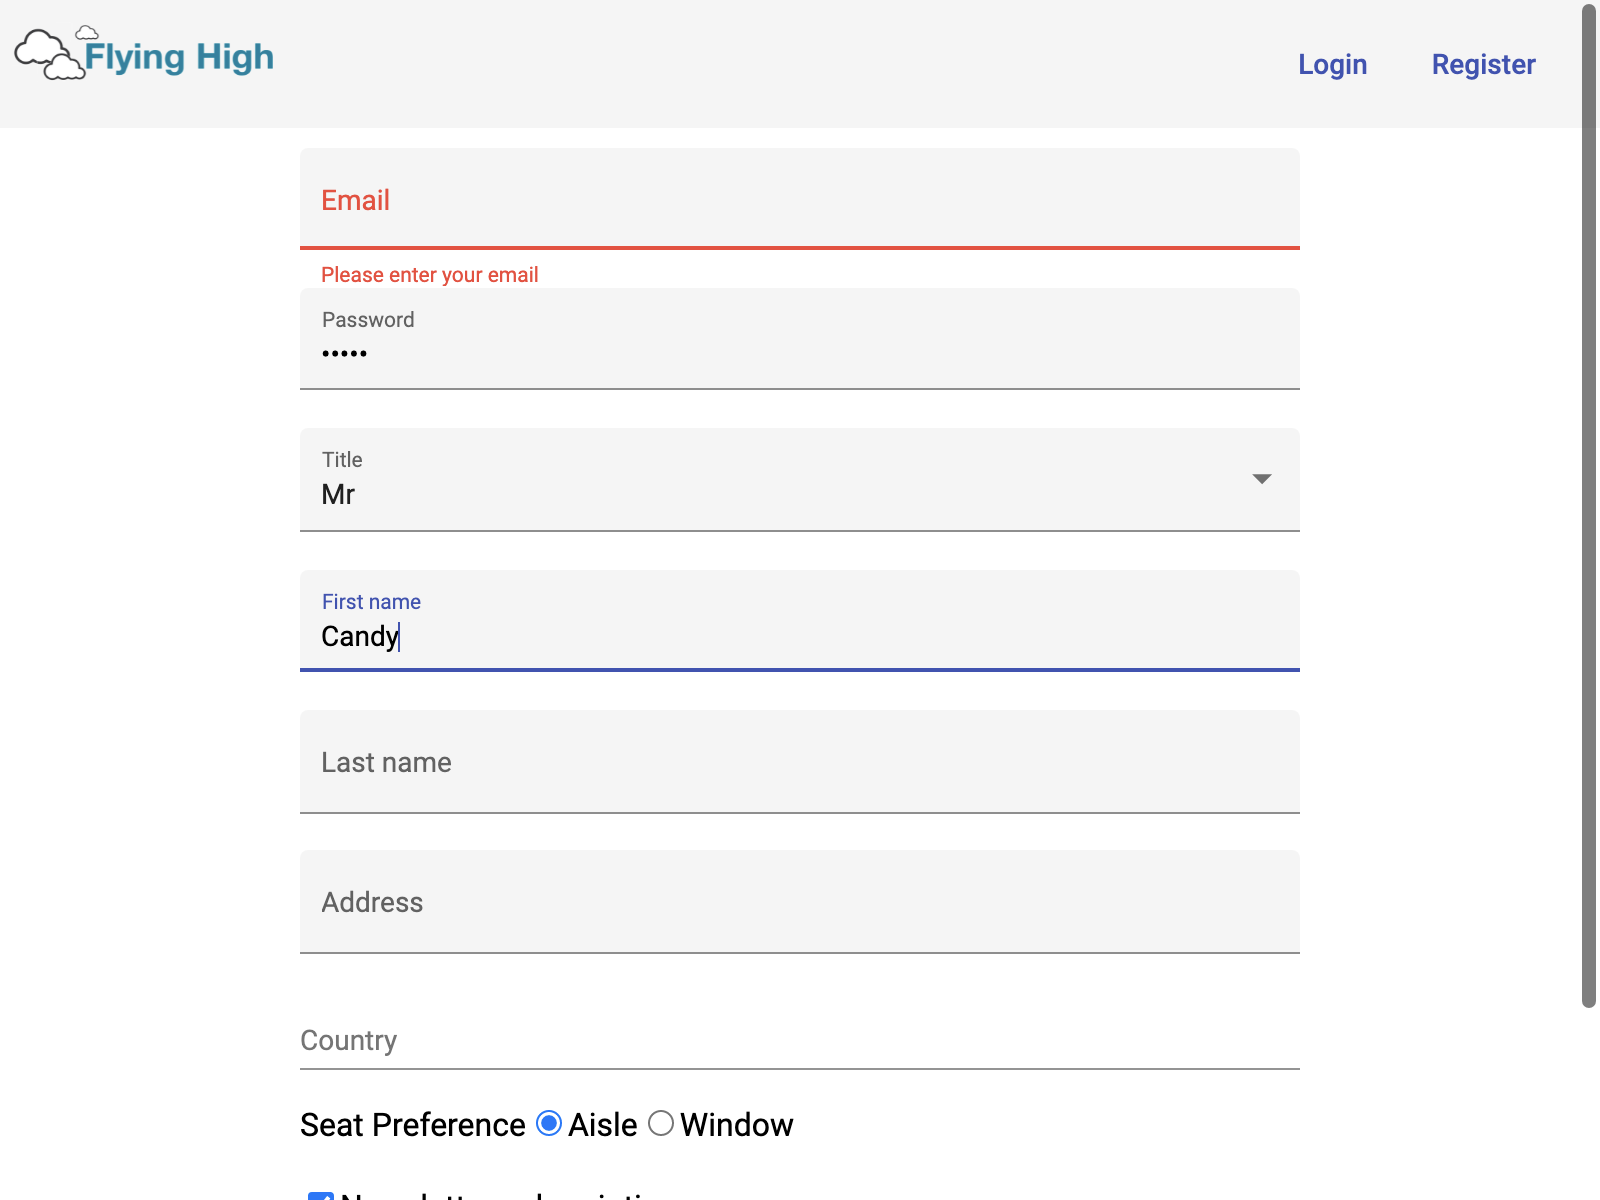 Flying High
Login Register
Email
Please enter your email
Password
•••••
Title
Mr
First name
Candy
Last name
Address
Country
Seat Preference Aisle Window